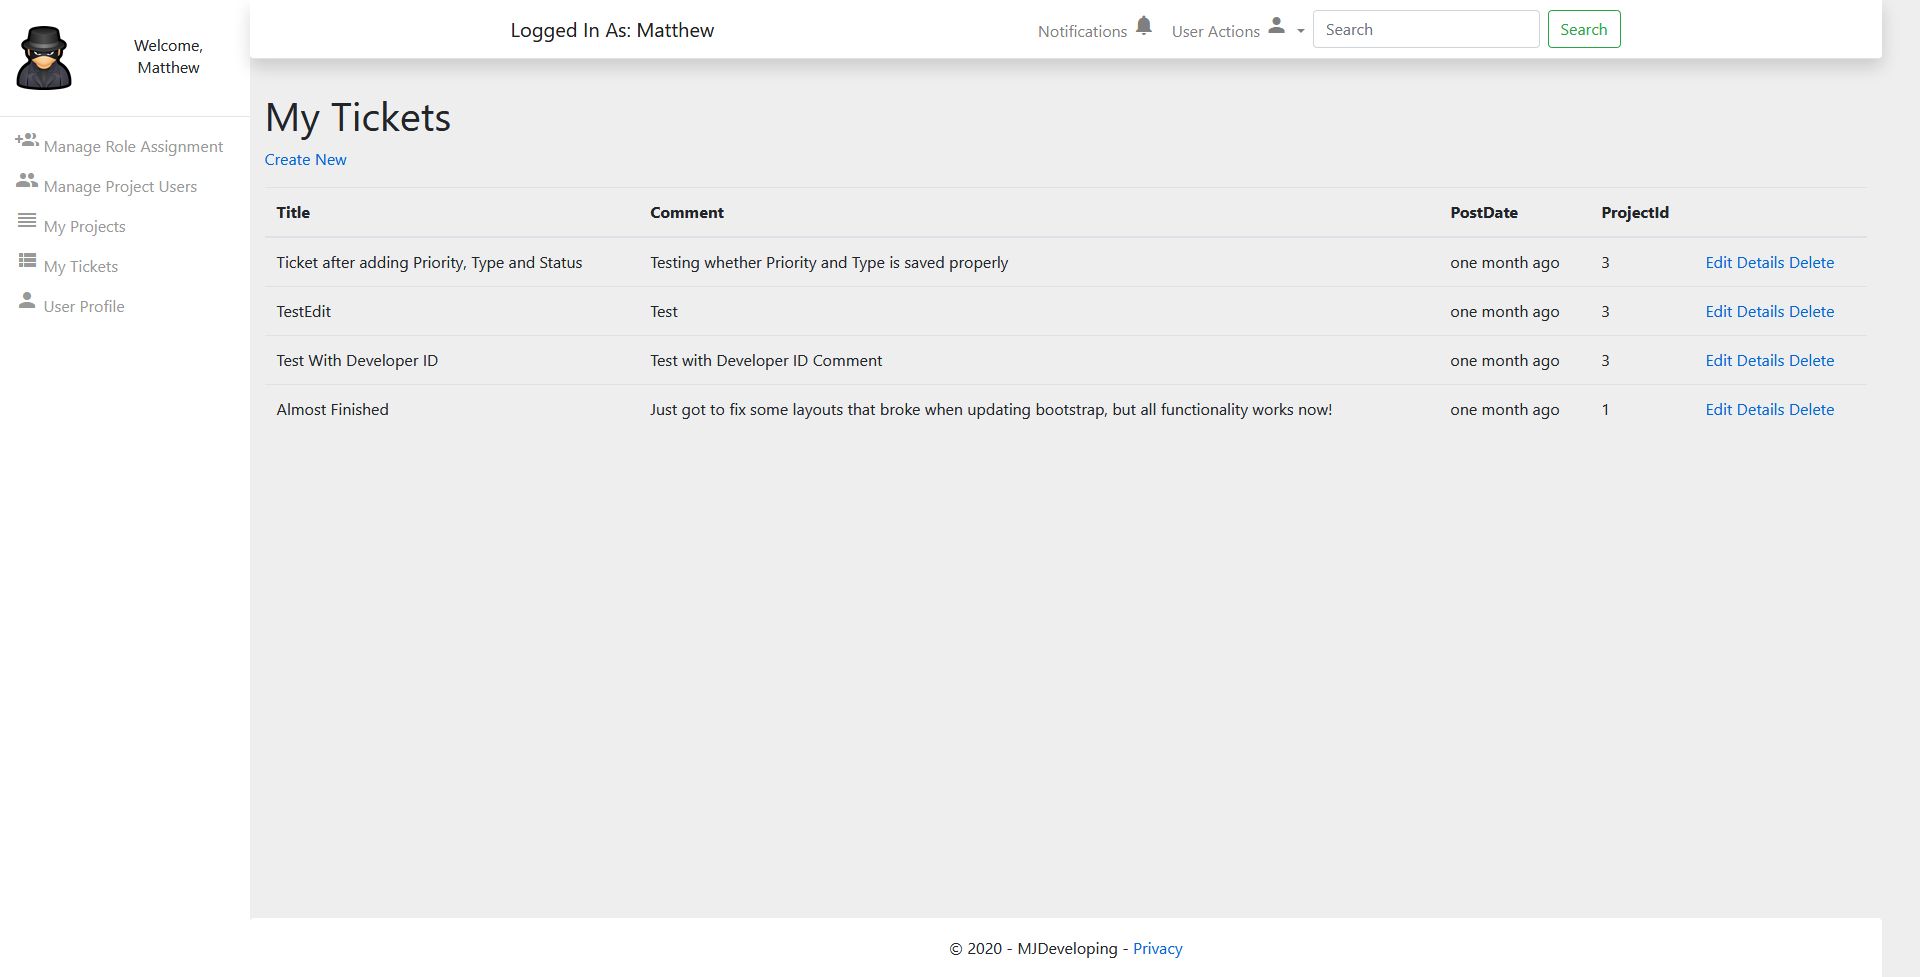 Welcome,
Matthew
Manage Role Assignment
Manage Project Users
My Projects
My Tickets
User Profile
Logged In As: Matthew
Notifications User Actions Search Search
My Tickets
Create New
Title Comment PostDate ProjectId
Ticket after adding Priority, Type and Status Testing whether Priority and Type is saved properly one month ago 3 Edit Details Delete
TestEdit Test one month ago 3 Edit Details Delete
Test With Developer ID Test with Developer ID Comment one month ago 3 Edit Details Delete
Almost Finished Just got to fix some layouts that broke when updating bootstrap, but all functionality works now! one month ago 1 Edit Details Delete
© 2020 - MJDeveloping - Privacy